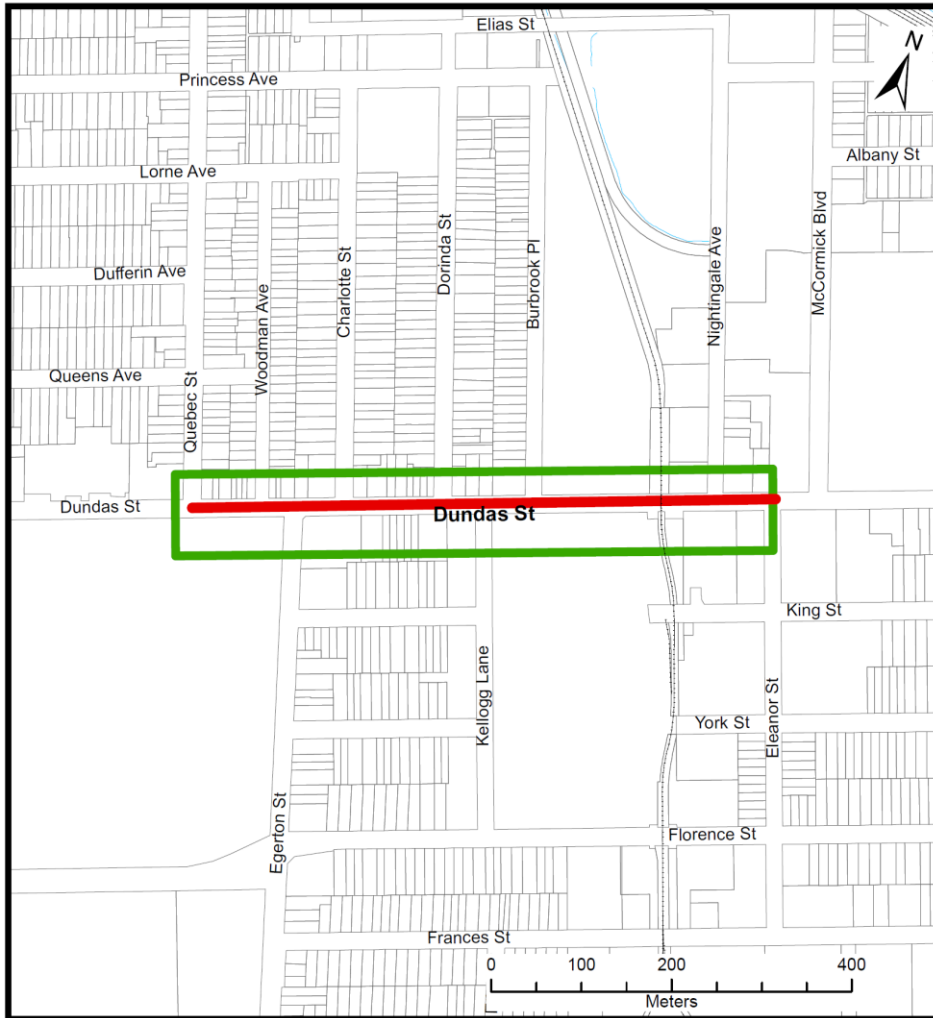 Elias St
N
Princess Ave
Albany St
Lorne Ave
McCormick Blvd
Dorinda St
Burbrook Pl
Nightingale Ave
Charlotte St
Dufferin Ave
Woodman Ave
Queens Ave
Quebec St
Dundas St
Dundas St
King St
Kellogg Lane
Eleanor St
York St
Egerton St
Florence St
Frances St
0 100 200 400
Meters